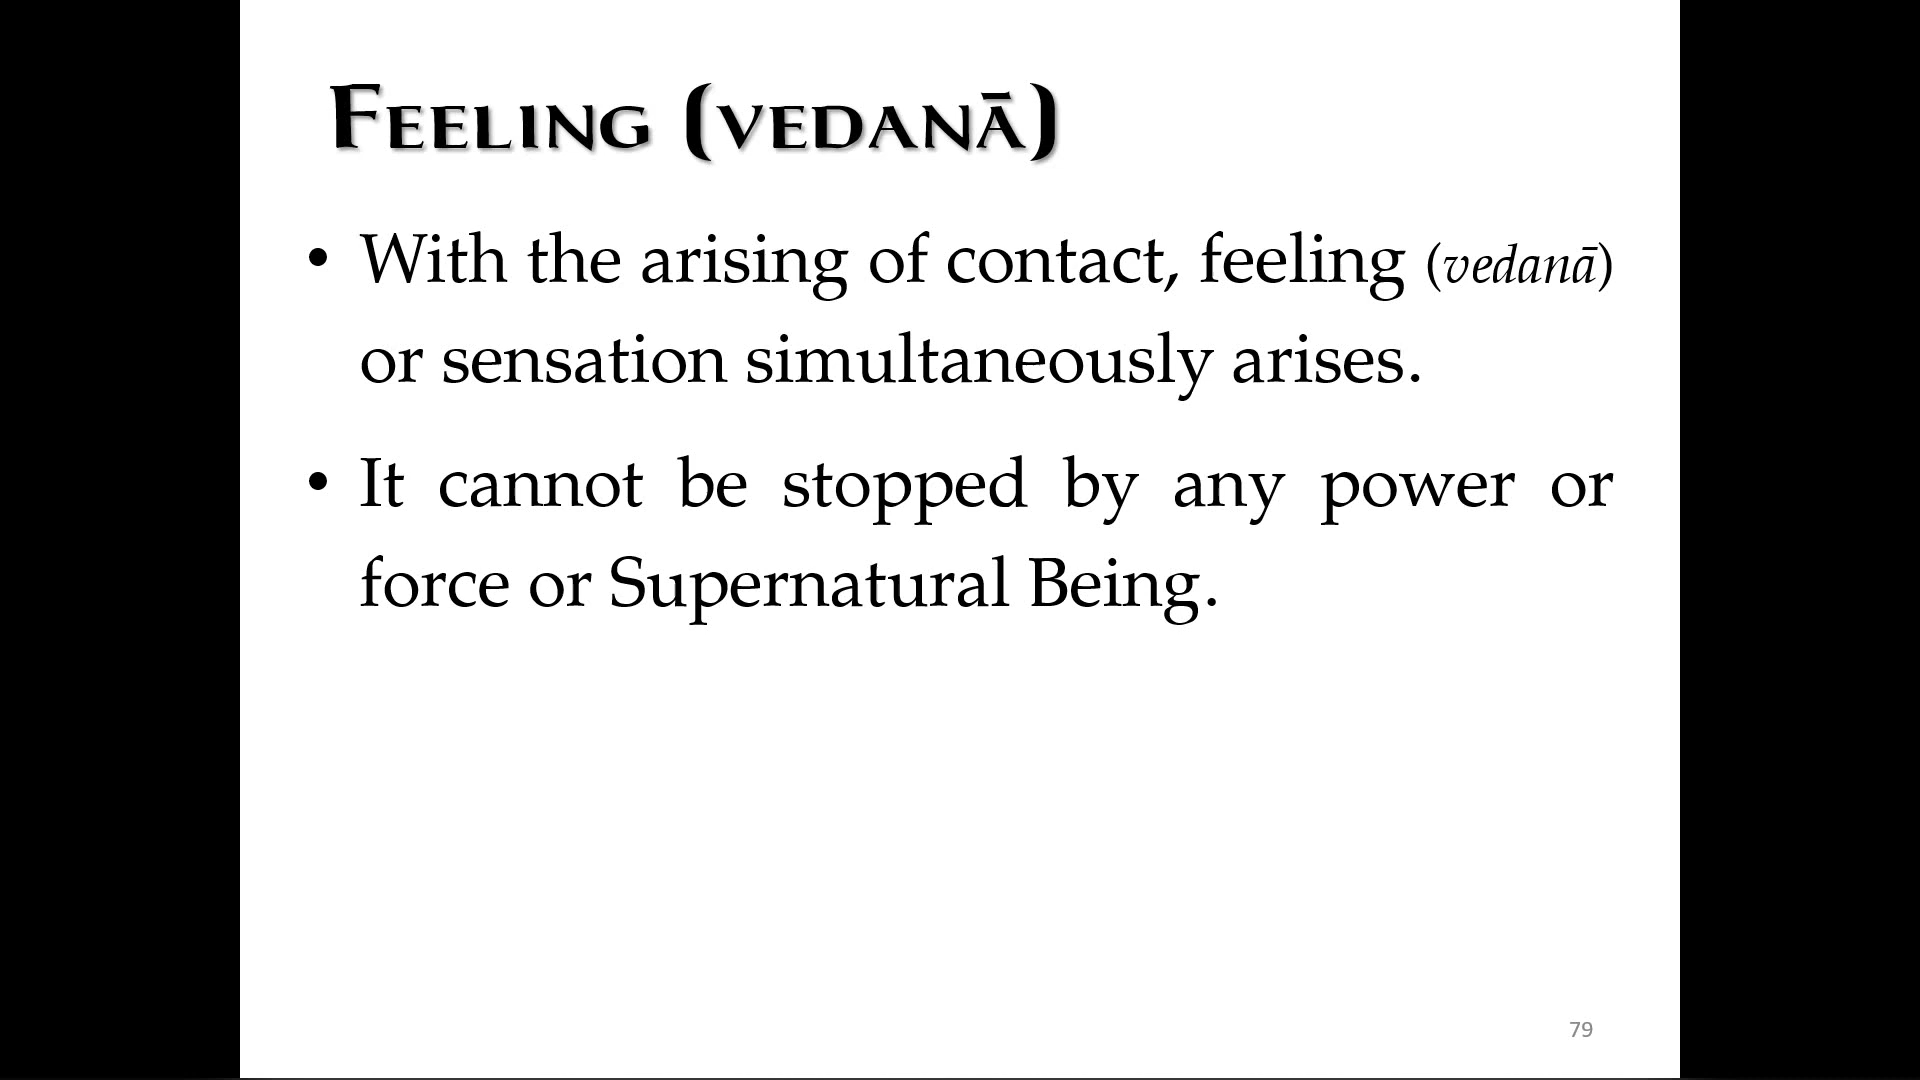 Feeling (vedanā)
• With the arising of contact, feeling (vedanā)
or sensation simultaneously arises.
• It cannot be stopped by any power or
force or Supernatural Being.
79